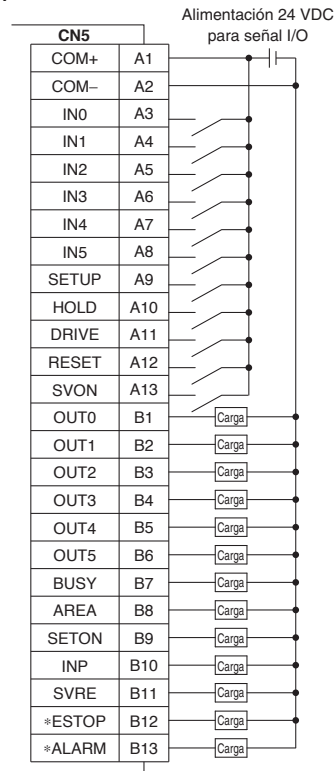 Alimentación 24 VDC
para señal I/O
CN5
COM+ A1
COM− A2
IN0 A3
IN1 A4
IN2 A5
IN3 A6
IN4 A7
IN5 A8
SETUP A9
HOLD A10
DRIVE A11
RESET A12
SVON A13
OUT0 B1 Carga
OUT1 B2 Carga
OUT2 B3 Carga
OUT3 B4 Carga
OUT4 B5 Carga
OUT5 B6 Carga
BUSY B7 Carga
AREA B8 Carga
SETON B9 Carga
INP B10 Carga
SVRE B11 Carga
*ESTOP B12 Carga
*ALARM B13 Carga